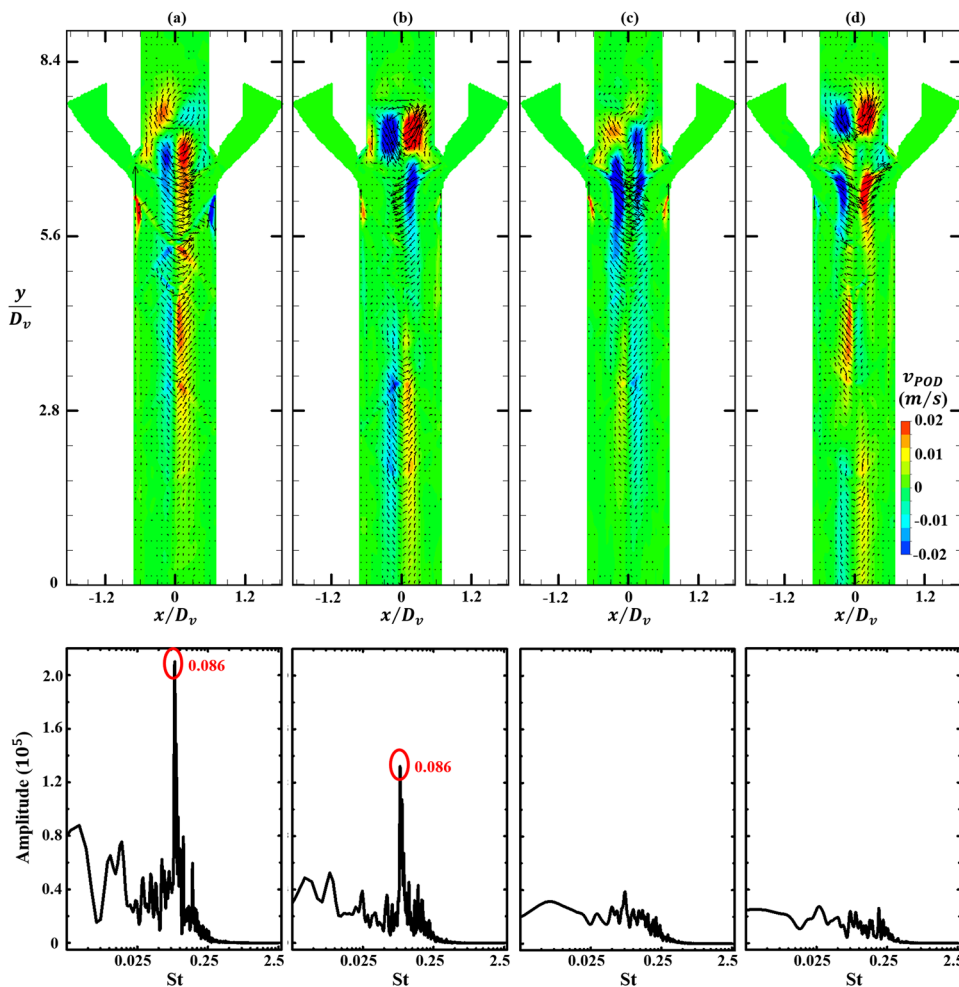 (a) (b) (c) (d)
8.4
5.6
y
D_v
2.8
0
v_POD
(m/s)
0.02
0.01
0
-0.01
-0.02
-1.2 0 1.2 -1.2 0 1.2 -1.2 0 1.2 -1.2 0 1.2
x/D_v x/D_v x/D_v x/D_v
2.0
1.6
1.2
0.8
0.4
0
Amplitude (10⁵)
0.086
0.086
0.025 0.25 2.5 0.025 0.25 2.5 0.025 0.25 2.5 0.025 0.25 2.5
St St St St